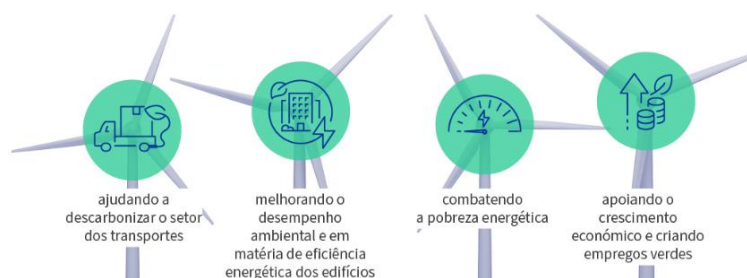 ajudando a
descarbonizar o setor
dos transportes
melhorando o
desempenho
ambiental e em
matéria de eficiência
energética dos edifícios
combatendo
a pobreza energética
apoiando o
crescimento
económico e criando
empregos verdes